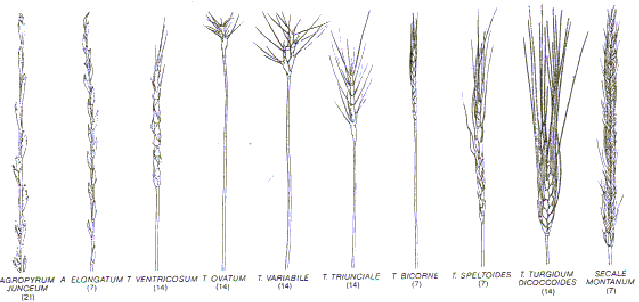 AGROPYRUM JUNCEUM (21)
A. ELONGATUM (7)
T. VENTRICOSUM (14)
T. OVATUM (14)
T. VARIABILE (14)
T. TRIUNCIALE (14)
T. BICORNE (7)
T. SPELTOIDES (7)
T. TURGIDUM DICOCCOIDES (14)
SECALE MONTANUM (7)